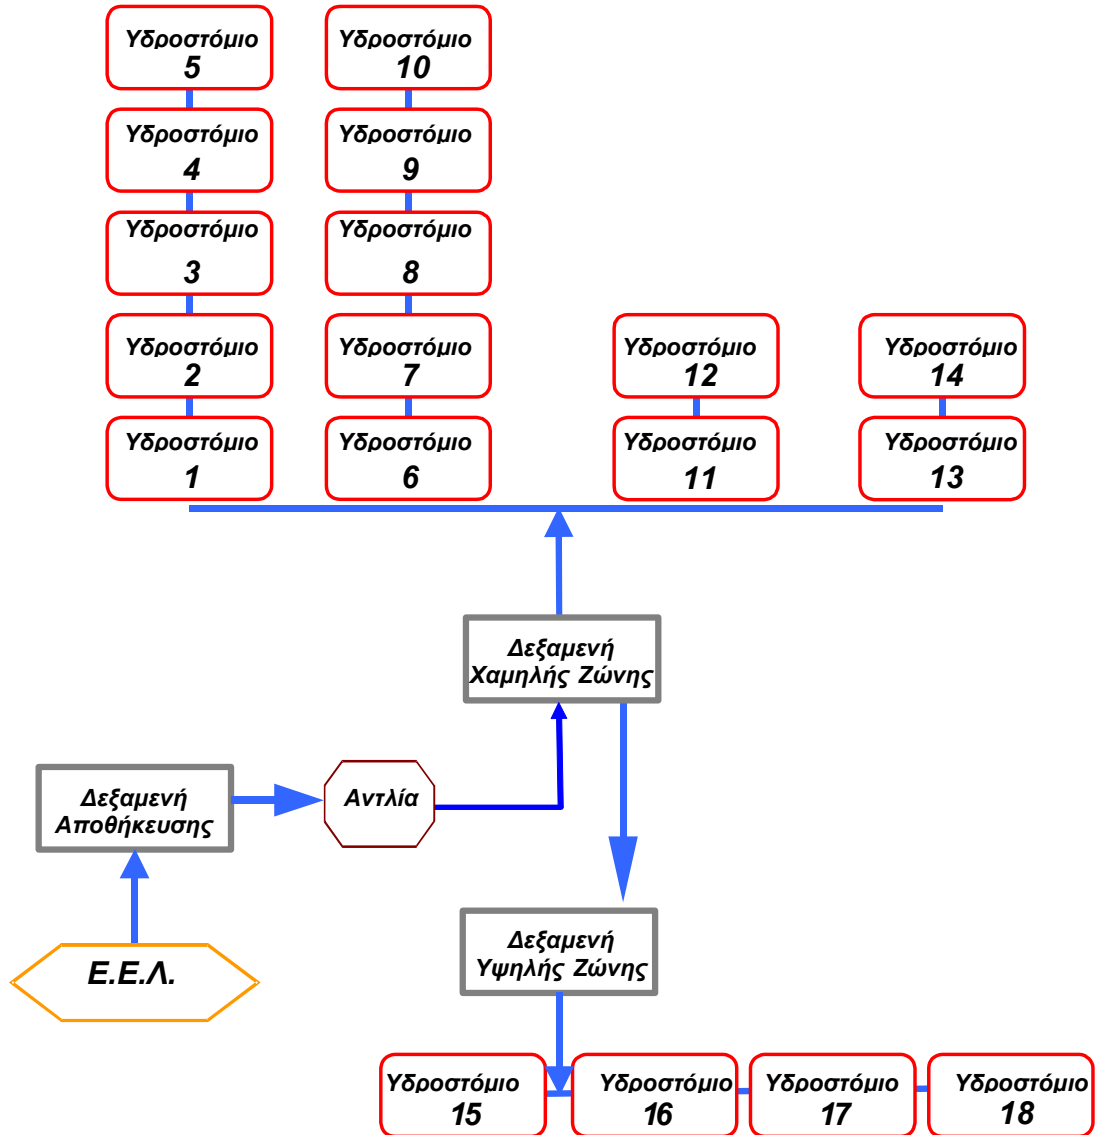 Υδροστόμιο
5
Υδροστόμιο
10
Υδροστόμιο
4
Υδροστόμιο
9
Υδροστόμιο
3
Υδροστόμιο
8
Υδροστόμιο
2
Υδροστόμιο
7
Υδροστόμιο
12
Υδροστόμιο
14
Υδροστόμιο
1
Υδροστόμιο
6
Υδροστόμιο
11
Υδροστόμιο
13
Δεξαμενή
Χαμηλής Ζώνης
Δεξαμενή
Αποθήκευσης
Αντλία
Δεξαμενή
Υψηλής Ζώνης
Ε.Ε.Λ.
Υδροστόμιο
15
Υδροστόμιο
16
Υδροστόμιο
17
Υδροστόμιο
18